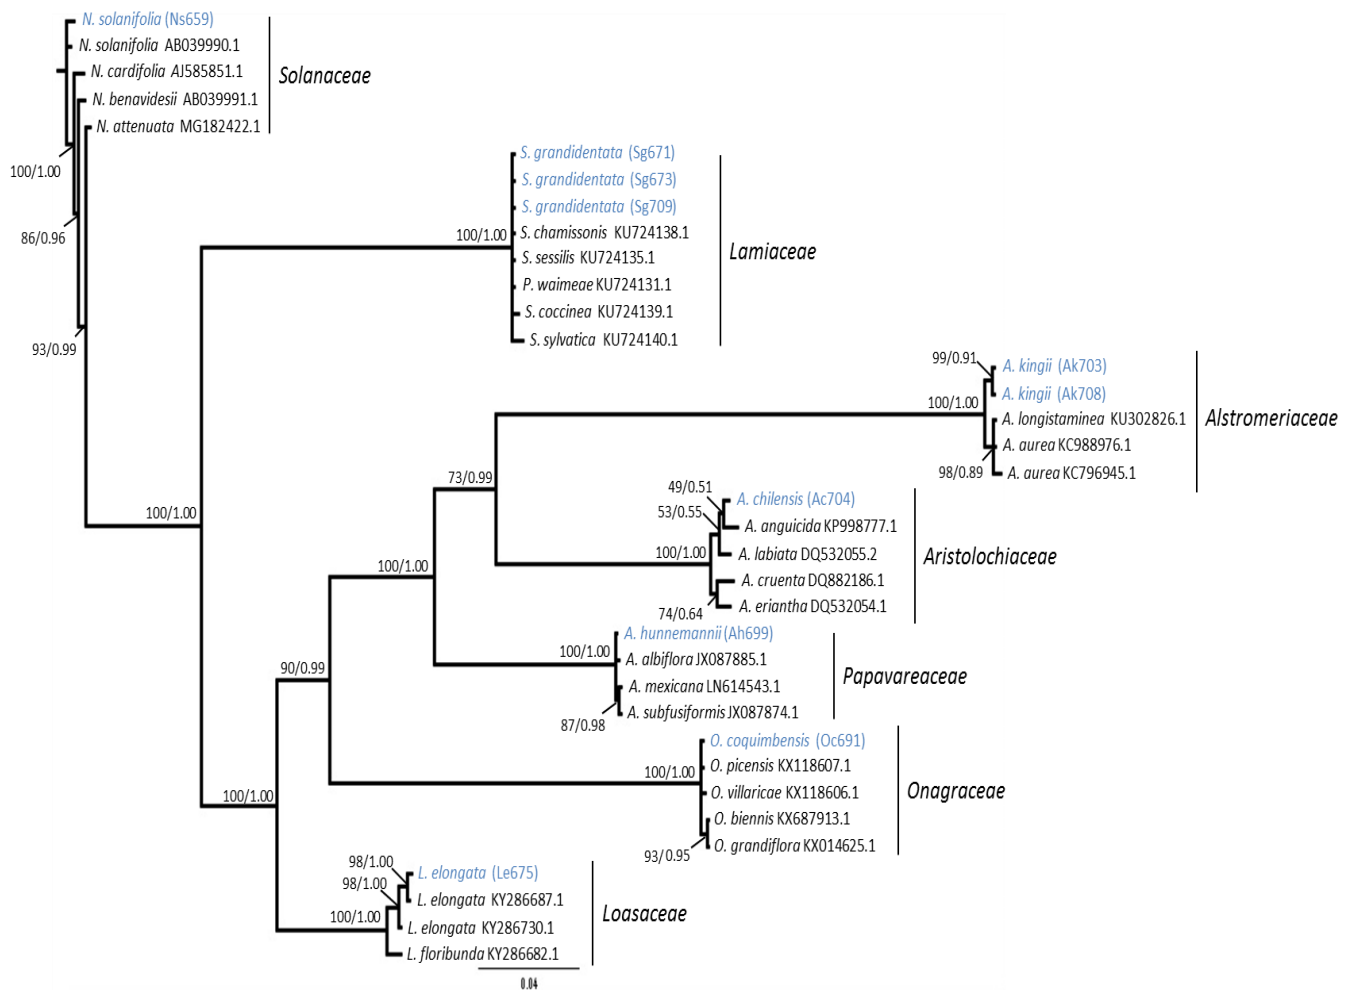 N. solanifolia (Ns659)
N. solanifolia AB039990.1
N. cardifolia AJ585851.1
Solanaceae
N. benavidesii AB039991.1
N. attenuata MG182422.1
100/1.00
86/0.96
93/0.99
S. grandidentata (Sg671)
S. grandidentata (Sg673)
S. grandidentata (Sg709)
100/1.00
S. chamissonis KU724138.1
Lamiaceae
S. sessilis KU724135.1
P. waimeae KU724131.1
S. coccinea KU724139.1
S. sylvatica KU724140.1
99/0.91
A. kingii (Ak703)
A. kingii (Ak708)
100/1.00
A. longistaminea KU302826.1
Alstromeriaceae
A. aurea KC988976.1
98/0.89
A. aurea KC796945.1
73/0.99
49/0.51
A. chilensis (Ac704)
53/0.55
100/1.00
A. anguicida KP998777.1
100/1.00
A. labiata DQ532055.2
Aristolochiaceae
100/1.00
A. cruenta DQ882186.1
74/0.64
A. eriantha DQ532054.1
A. hunnemannii (Ah699)
100/1.00
A. albiflora JX087885.1
90/0.99
Papavareaceae
A. mexicana LN614543.1
87/0.98
A. subfusiformis JX087874.1
O. coquimbensis (Oc691)
100/1.00
O. picensis KX118607.1
100/1.00
O. villaricae KX118606.1
Onagraceae
O. biennis KX687913.1
93/0.95
O. grandiflora KX014625.1
98/1.00
L. elongata (Le675)
98/1.00
L. elongata KY286687.1
100/1.00
Loasaceae
L. elongata KY286730.1
L. floribunda KY286682.1
0.04